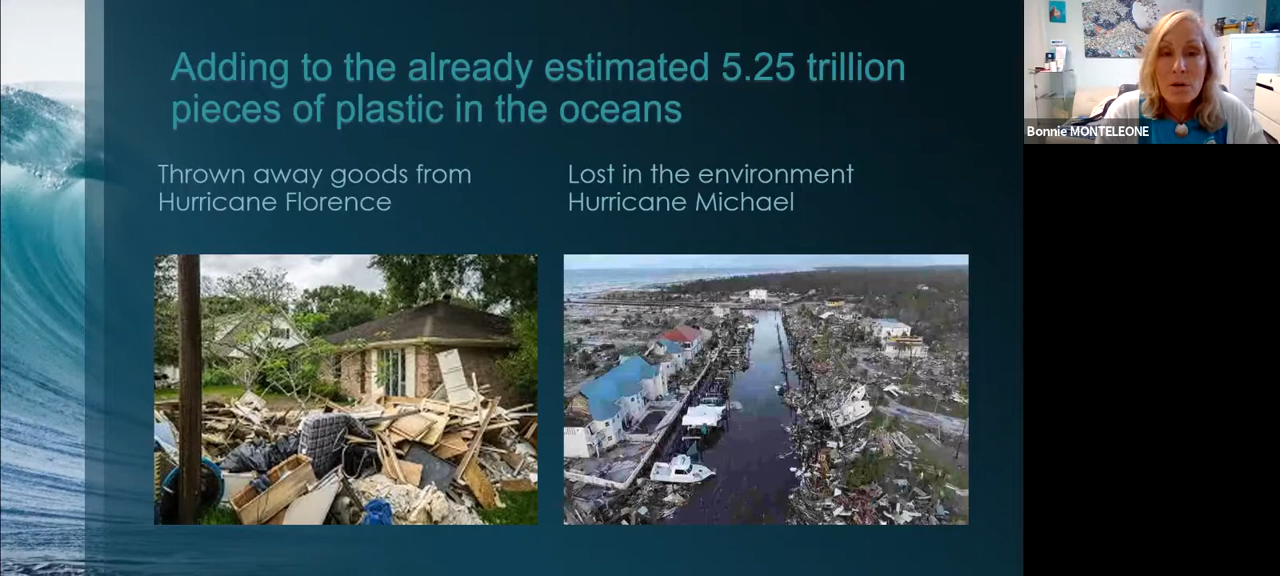 Adding to the already estimated 5.25 trillion
pieces of plastic in the oceans
Thrown away goods from
Hurricane Florence
Lost in the environment
Hurricane Michael
Bonnie MONTELEONE